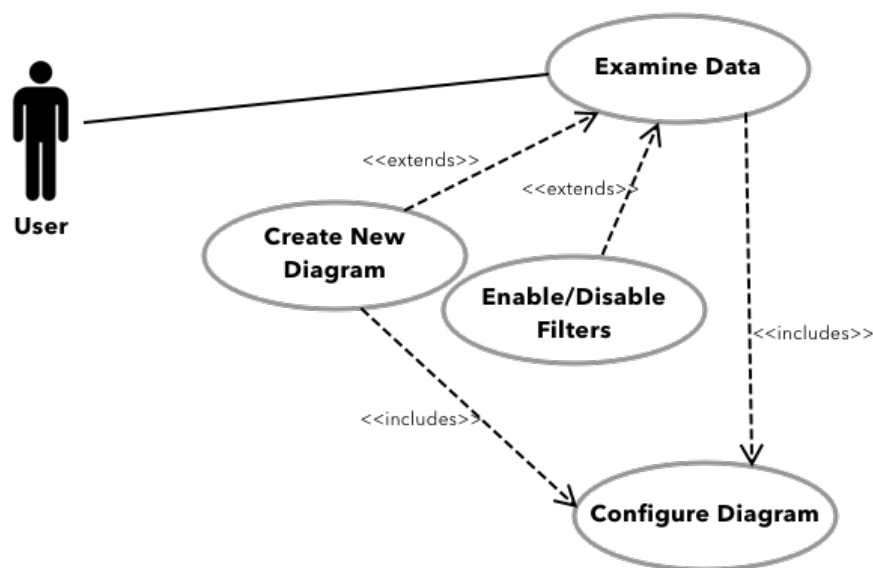 Examine Data
<<extends>>
<<extends>>
User
Create New
Diagram
Enable/Disable
Filters
<<includes>>
<<includes>>
Configure Diagram